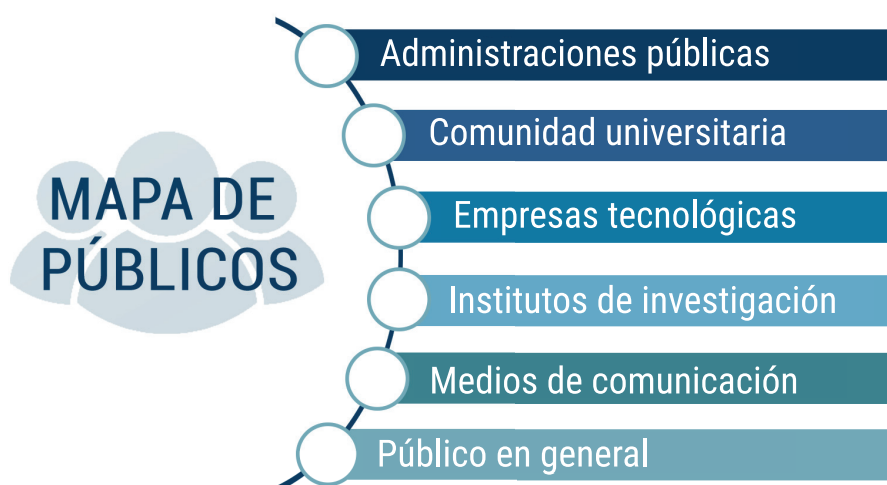 MAPA DE
PÚBLICOS
Administraciones públicas
Comunidad universitaria
Empresas tecnológicas
Institutos de investigación
Medios de comunicación
Público en general